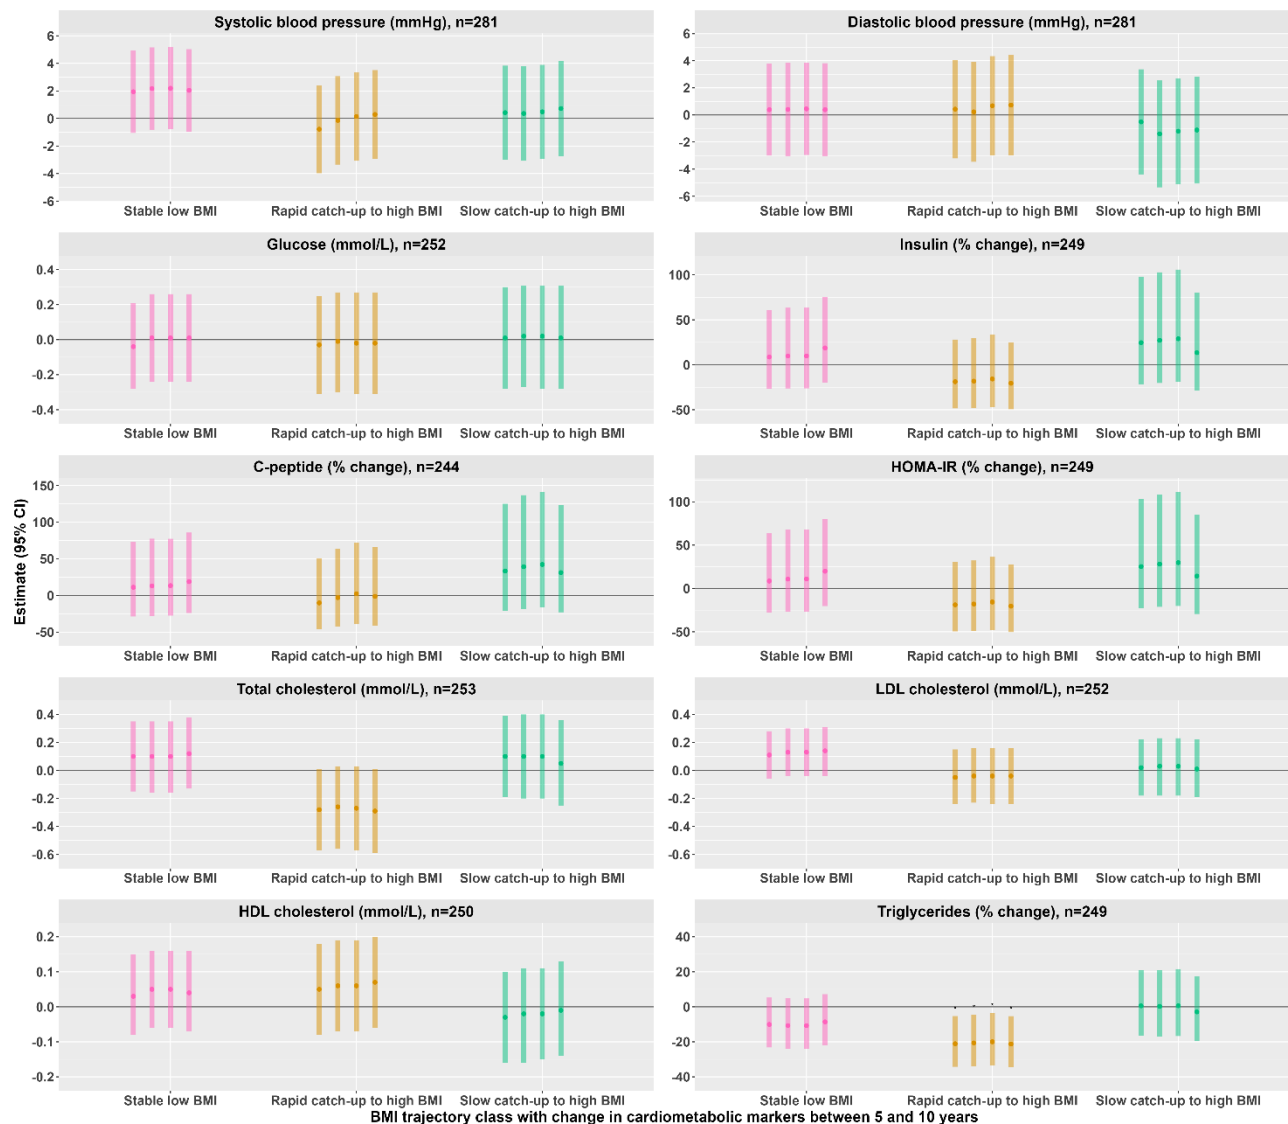 Systolic blood pressure (mmHg), n=281
6
4
2
0
-2
-4
-6
Stable low BMI Rapid catch-up to high BMI Slow catch-up to high BMI
Diastolic blood pressure (mmHg), n=281
6
4
2
0
-2
-4
-6
Stable low BMI Rapid catch-up to high BMI Slow catch-up to high BMI
Glucose (mmol/L), n=252
0.4
0.2
0.0
-0.2
-0.4
Stable low BMI Rapid catch-up to high BMI Slow catch-up to high BMI
Insulin (% change), n=249
100
50
0
-50
Stable low BMI Rapid catch-up to high BMI Slow catch-up to high BMI
Estimate (95% CI)
C-peptide (% change), n=244
150
100
50
0
-50
Stable low BMI Rapid catch-up to high BMI Slow catch-up to high BMI
HOMA-IR (% change), n=249
100
50
0
-50
Stable low BMI Rapid catch-up to high BMI Slow catch-up to high BMI
Total cholesterol (mmol/L), n=253
0.4
0.2
0.0
-0.2
-0.4
-0.6
Stable low BMI Rapid catch-up to high BMI Slow catch-up to high BMI
LDL cholesterol (mmol/L), n=252
0.4
0.2
0.0
-0.2
-0.4
-0.6
Stable low BMI Rapid catch-up to high BMI Slow catch-up to high BMI
HDL cholesterol (mmol/L), n=250
0.2
0.1
0.0
-0.1
-0.2
Stable low BMI Rapid catch-up to high BMI Slow catch-up to high BMI
Triglycerides (% change), n=249
40
20
0
-20
-40
Stable low BMI Rapid catch-up to high BMI Slow catch-up to high BMI
BMI trajectory class with change in cardiometabolic markers between 5 and 10 years